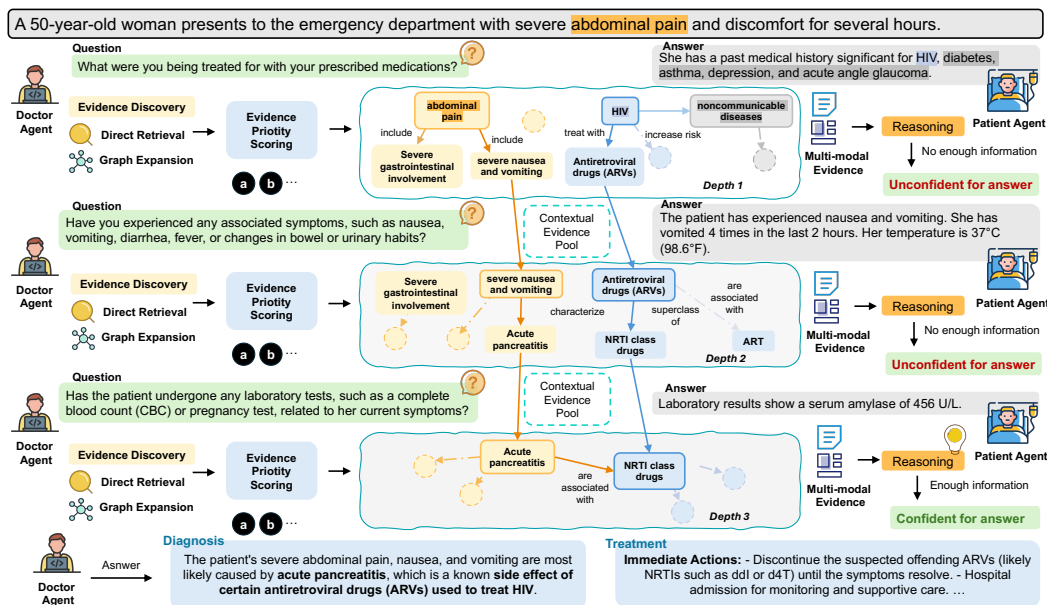 A 50-year-old woman presents to the emergency department with severe abdominal pain and discomfort for several hours.
Question
What were you being treated for with your prescribed medications?
Answer
She has a past medical history significant for HIV, diabetes,
asthma, depression, and acute angle glaucoma.
Doctor
Agent
Evidence Discovery
Direct Retrieval
Graph Expansion
Evidence
Priotity
Scoring
a b ...
abdominal
pain
include
include
Severe
gastrointestinal
involvement
severe nausea
and vomiting
HIV
treat with
increase risk
noncommunicable
diseases
Antiretroviral
drugs (ARVs)
Depth 1
Multi-modal
Evidence
Reasoning
Patient Agent
No enough information
Unconfident for answer
Question
Have you experienced any associated symptoms, such as nausea,
vomiting, diarrhea, fever, or changes in bowel or urinary habits?
Contextual
Evidence
Pool
Answer
The patient has experienced nausea and vomiting. She has
vomited 4 times in the last 2 hours. Her temperature is 37°C
(98.6°F).
Doctor
Agent
Evidence Discovery
Direct Retrieval
Graph Expansion
Evidence
Priotity
Scoring
a b ...
Severe
gastrointestinal
involvement
severe nausea
and vomiting
characterize
Acute
pancreatitis
Antiretroviral
drugs (ARVs)
superclass
of
are
associated
with
NRTI class
drugs
ART
Depth 2
Multi-modal
Evidence
Reasoning
Patient Agent
No enough information
Unconfident for answer
Question
Has the patient undergone any laboratory tests, such as a complete
blood count (CBC) or pregnancy test, related to her current symptoms?
Contextual
Evidence
Pool
Answer
Laboratory results show a serum amylase of 456 U/L.
Doctor
Agent
Evidence Discovery
Direct Retrieval
Graph Expansion
Evidence
Priotity
Scoring
a b ...
Acute
pancreatitis
are
associated
with
NRTI class
drugs
Depth 3
Multi-modal
Evidence
Reasoning
Patient Agent
Enough information
Confident for answer
Doctor
Agent
Asnwer
Diagnosis
The patient's severe abdominal pain, nausea, and vomiting are most
likely caused by acute pancreatitis, which is a known side effect of
certain antiretroviral drugs (ARVs) used to treat HIV.
Treatment
Immediate Actions: - Discontinue the suspected offending ARVs (likely
NRTIs such as ddI or d4T) until the symptoms resolve. - Hospital
admission for monitoring and supportive care. ...